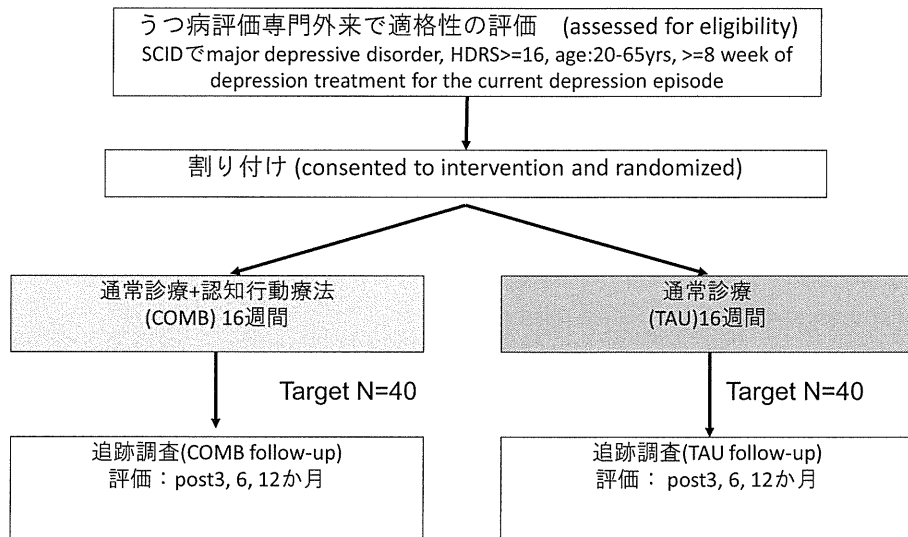 うつ病評価専門外来で適格性の評価 (assessed for eligibility)
SCIDでmajor depressive disorder, HDRS>=16, age:20-65yrs, >=8 week of
depression treatment for the current depression episode
割り付け (consented to intervention and randomized)
通常診療+認知行動療法
(COMB) 16週間
通常診療
(TAU)16週間
Target N=40
Target N=40
追跡調査(COMB follow-up)
評価：post3, 6, 12か月
追跡調査(TAU follow-up)
評価： post3, 6, 12か月